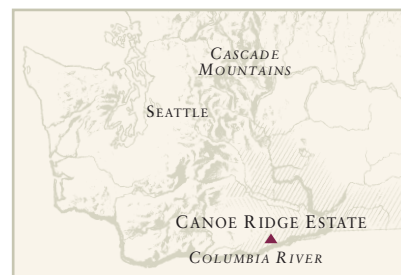 CASCADE
MOUNTAINS
SEATTLE
CANOE RIDGE ESTATE
COLUMBIA RIVER